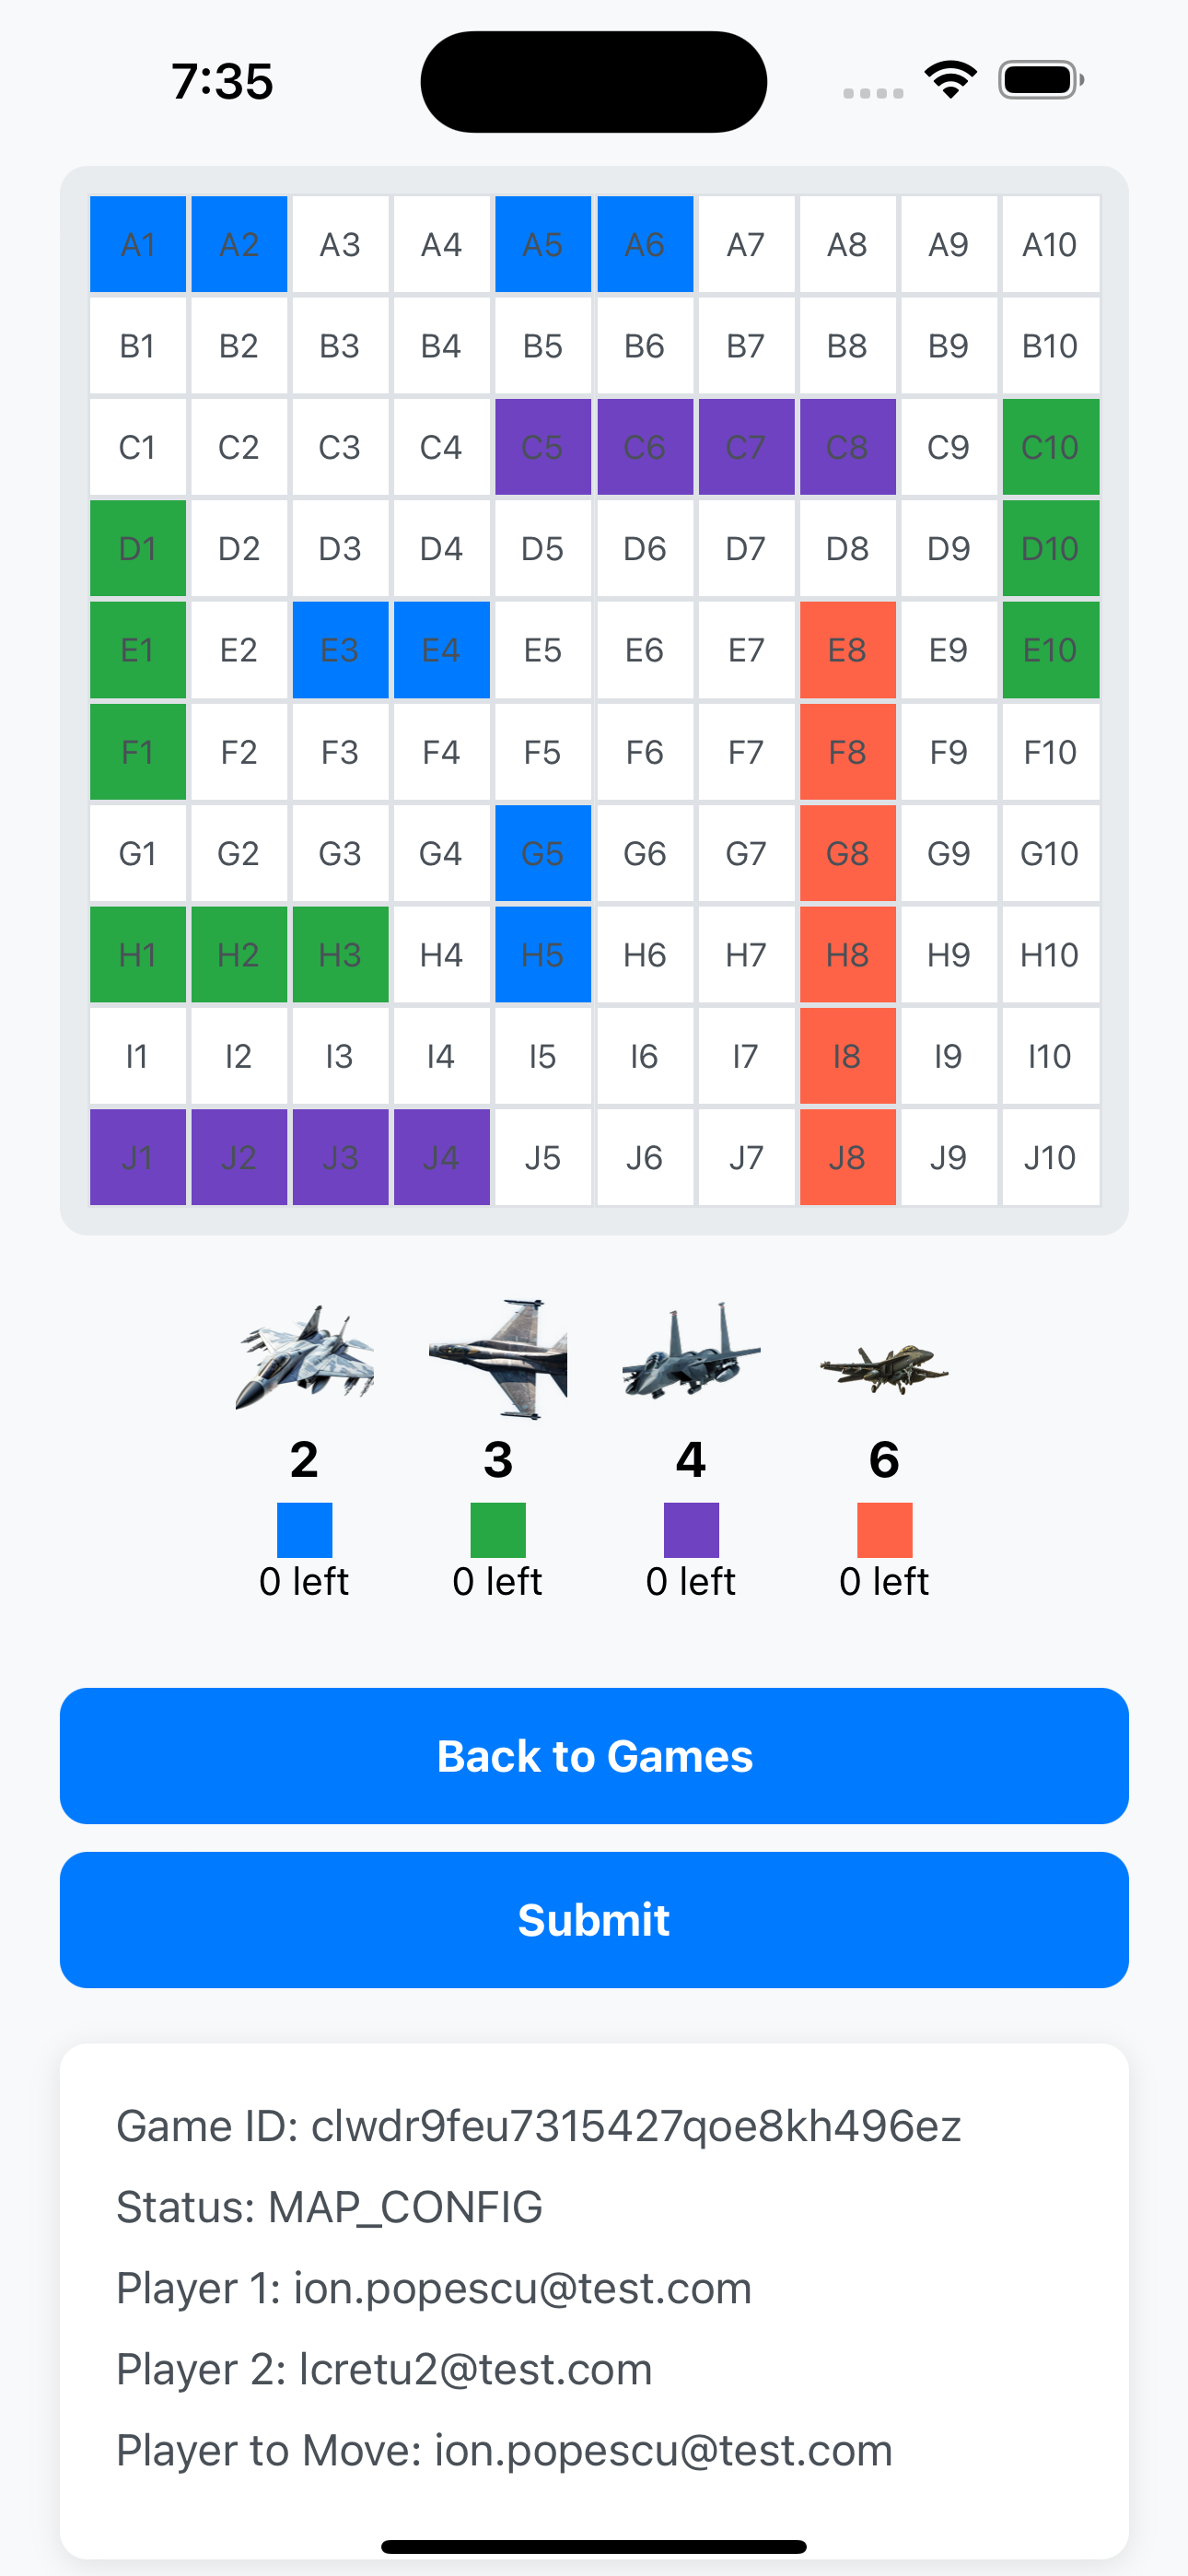 7:35
A1 A2 A3 A4 A5 A6 A7 A8 A9 A10
B1 B2 B3 B4 B5 B6 B7 B8 B9 B10
C1 C2 C3 C4 C5 C6 C7 C8 C9 C10
D1 D2 D3 D4 D5 D6 D7 D8 D9 D10
E1 E2 E3 E4 E5 E6 E7 E8 E9 E10
F1 F2 F3 F4 F5 F6 F7 F8 F9 F10
G1 G2 G3 G4 G5 G6 G7 G8 G9 G10
H1 H2 H3 H4 H5 H6 H7 H8 H9 H10
I1 I2 I3 I4 I5 I6 I7 I8 I9 I10
J1 J2 J3 J4 J5 J6 J7 J8 J9 J10
2 3 4 6
0 left 0 left 0 left 0 left
Back to Games
Submit
Game ID: clwdr9feu7315427qoe8kh496ez
Status: MAP_CONFIG
Player 1: ion.popescu@test.com
Player 2: lcretu2@test.com
Player to Move: ion.popescu@test.com